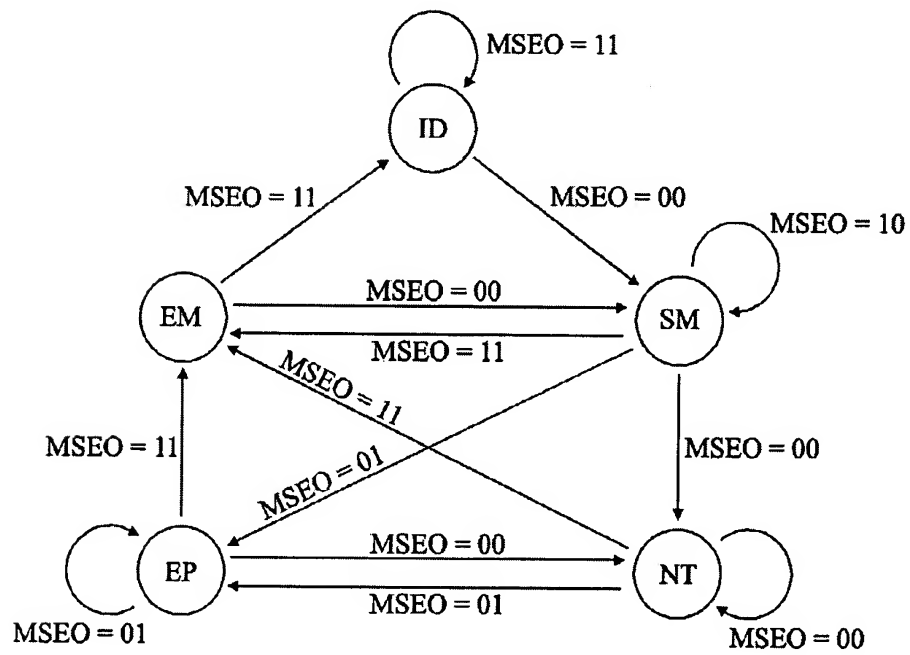 MSEO = 11
ID
MSEO = 11
MSEO = 00
MSEO = 10
EM
MSEO = 00
SM
MSEO = 11
MSEO = 11
MSEO = 11
MSEO = 01
MSEO = 00
EP
MSEO = 00
NT
MSEO = 01
MSEO = 01
MSEO = 00